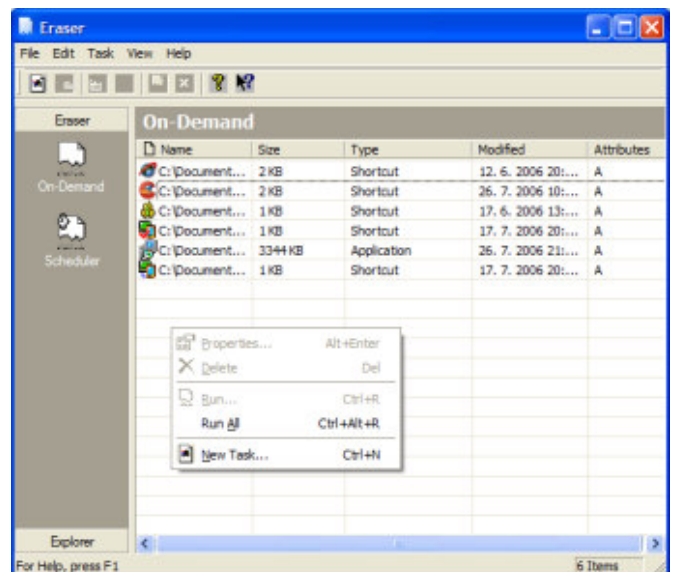 Eraser
File Edit Task View Help
Eraser
On-Demand
Scheduler
Explorer
On-Demand
Name Size Type Modified Attributes
C:\Document... 2 KB Shortcut 12. 6. 2006 20:... A
C:\Document... 2 KB Shortcut 26. 7. 2006 10:... A
C:\Document... 1 KB Shortcut 17. 6. 2006 13:... A
C:\Document... 1 KB Shortcut 17. 7. 2006 20:... A
C:\Document... 3344 KB Application 26. 7. 2006 21:... A
C:\Document... 1 KB Shortcut 17. 7. 2006 20:... A
Properties... Alt+Enter
Delete Del
Run... Ctrl+R
Run All Ctrl+Alt+R
New Task... Ctrl+N
For Help, press F1 6 Items